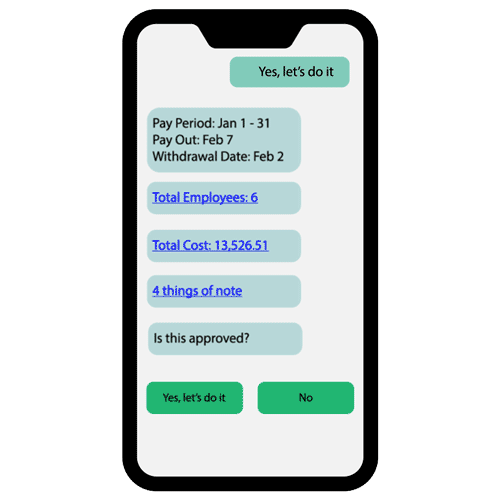 Yes, let's do it
Pay Period: Jan 1 - 31
Pay Out: Feb 7
Withdrawal Date: Feb 2
Total Employees: 6
Total Cost: 13,526.51
4 things of note
Is this approved?
Yes, let's do it
No